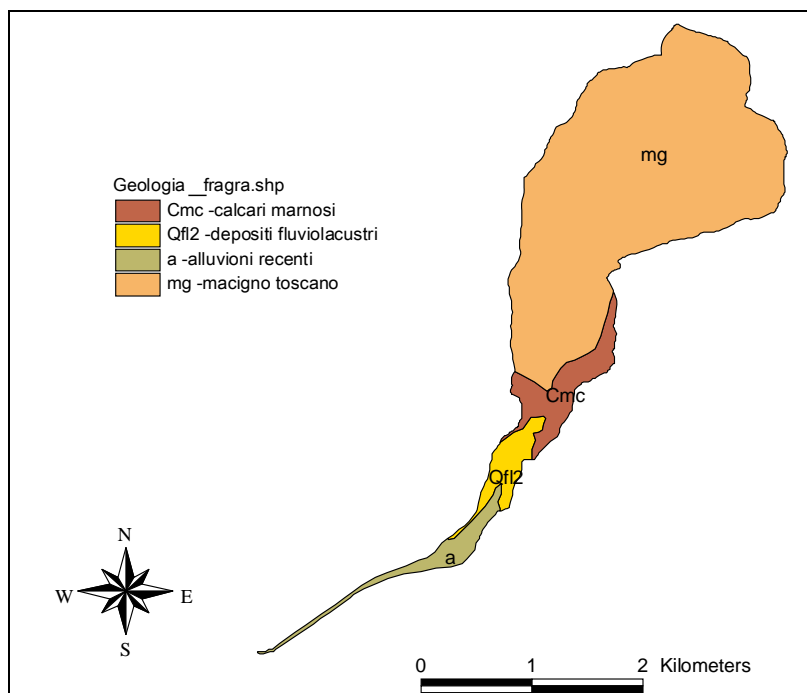 mg
Geologia __fragra.shp
Cmc -calcari marnosi
Qfl2 -depositi fluviolacustri
a -alluvioni recenti
mg -macigno toscano
Cmc
Qfl2
a
N
W E
S
0 1 2 Kilometers